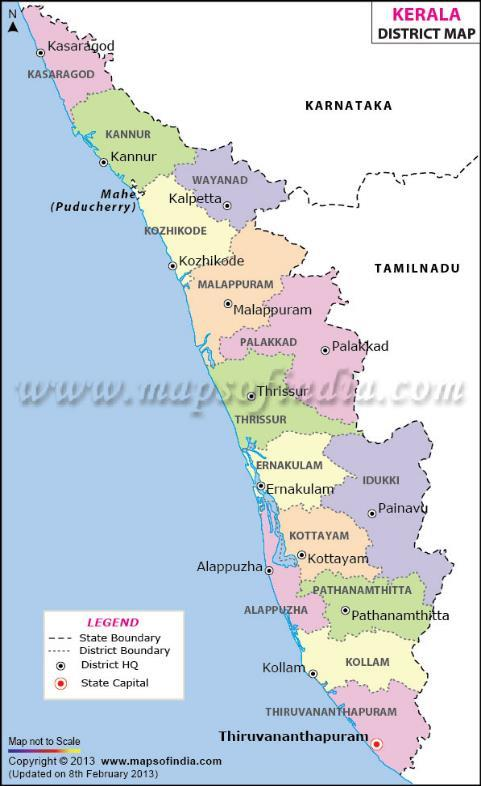 N
KERALA
DISTRICT MAP
Kasaragod
KASARAGOD
KARNATAKA
KANNUR
Kannur
WAYANAD
Mahe
(Puducherry)
Kalpetta
KOZHIKODE
Kozhikode
TAMILNADU
MALAPPURAM
Malappuram
PALAKKAD
Palakkad
www.mapsofindia.com
Thrissur
THRISSUR
ERNAKULAM
IDUKKI
Ernakulam
Painavu
KOTTAYAM
Kottayam
Alappuzha
PATHANAMTHITTA
ALAPPUZHA
Pathanamthitta
LEGEND
State Boundary
District Boundary
District HQ
State Capital
KOLLAM
Kollam
THIRUVANANTHAPURAM
Thiruvananthapuram
Map not to Scale
Copyright © 2013 www.mapsofindia.com
(Updated on 8th February 2013)